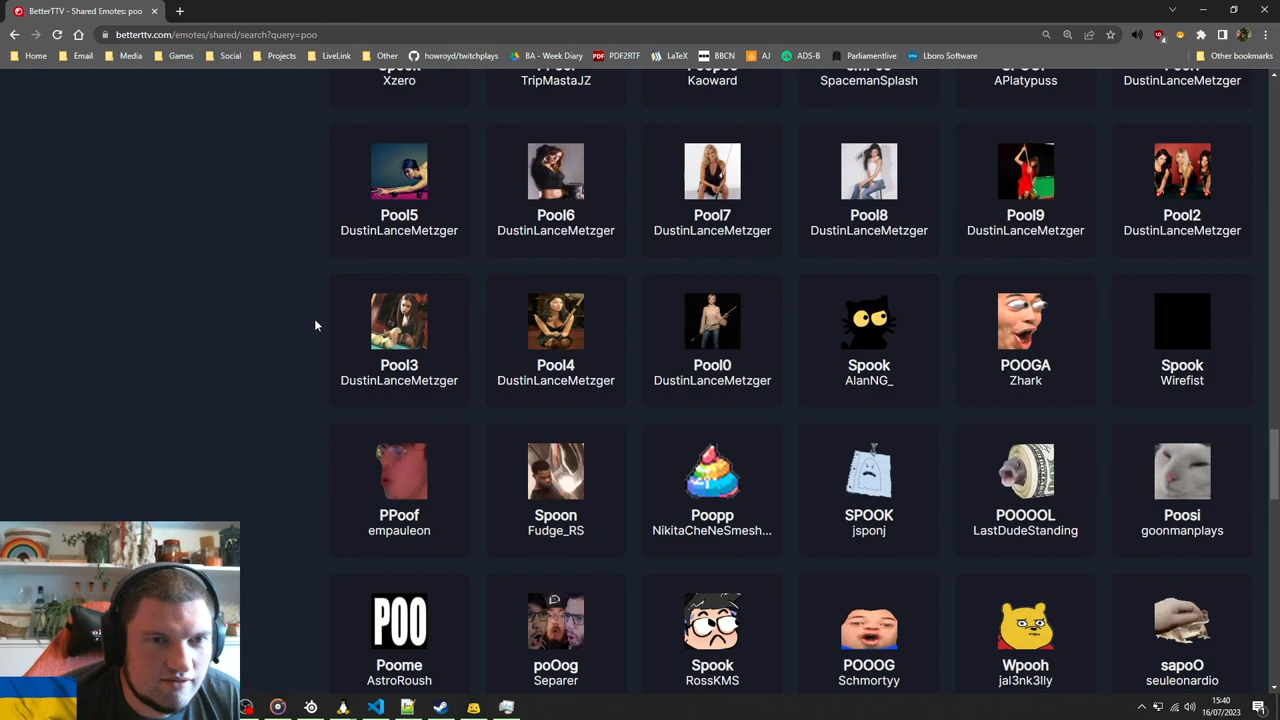 BetterTTV - Shared Emotes: poo
betterttv.com/emotes/shared/search?query=poo
Home Email Media Games Social Projects LiveLink Other howroyd/twitchplays BA - Week Diary PDF2RTF LaTeX BBCN AJ ADS-B Parliamentlive Lboro Software Other bookmarks
Xzero TripMastaJZ Kaoward SpacemanSplash APlatypuss DustinLanceMetzger
Pool5 Pool6 Pool7 Pool8 Pool9 Pool2
DustinLanceMetzger DustinLanceMetzger DustinLanceMetzger DustinLanceMetzger DustinLanceMetzger DustinLanceMetzger
Pool3 Pool4 Pool0 Spook POOGA Spook
DustinLanceMetzger DustinLanceMetzger DustinLanceMetzger AlanNG_ Zhark Wirefist
PPoof Spoon Poopp SPOOK POOOOL Poosi
empauleon Fudge_RS NikitaCheNeSmesh... jsponj LastDudeStanding goonmanplays
POO
Poome poOog Spook POOOG Wpooh sapoO
AstroRoush Separer RossKMS Schmortyy jal3nk3lly seuleonardio
15:40
16/07/2023